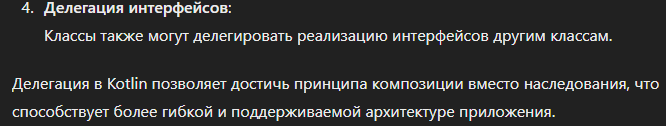 4. Делегация интерфейсов:
Классы также могут делегировать реализацию интерфейсов другим классам.
Делегация в Kotlin позволяет достичь принципа композиции вместо наследования, что
способствует более гибкой и поддерживаемой архитектуре приложения.